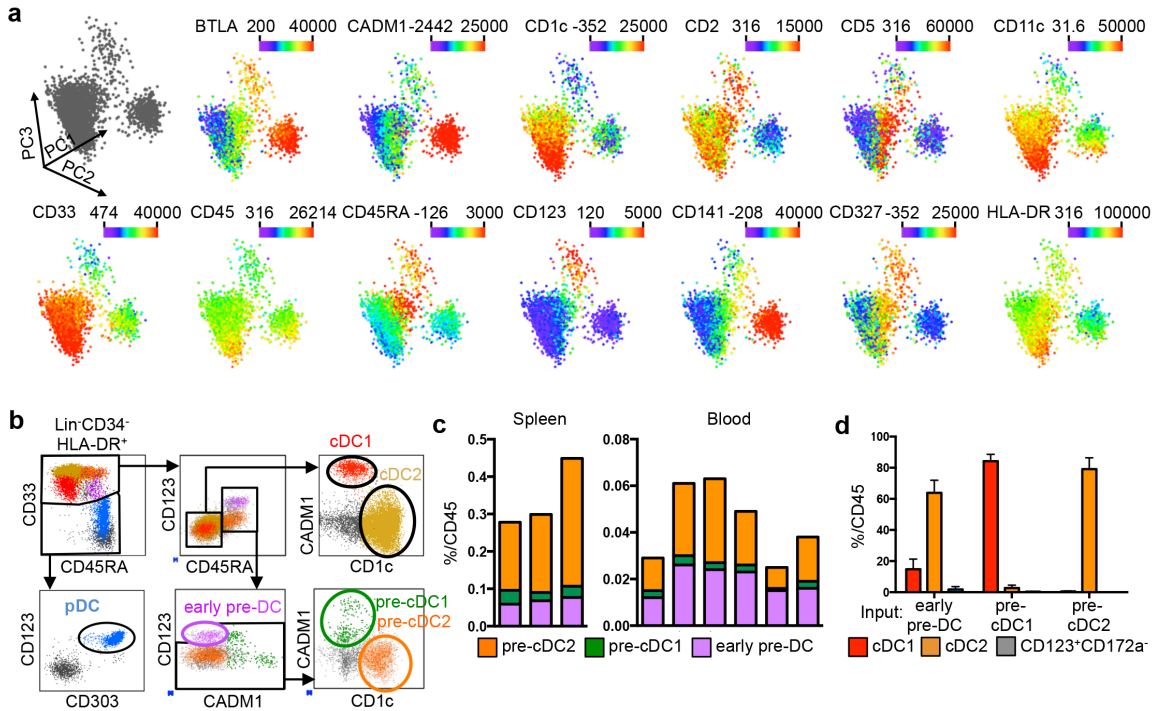 a
BTLA 200 40000
CADM1 -2442 25000
CD1c -352 25000
CD2 316 15000
CD5 316 60000
CD11c 31.6 50000
PC3
PC1
PC2
CD33 474 40000
CD45 316 26214
CD45RA -126 3000
CD123 120 5000
CD141 -208 40000
CD327 -352 25000
HLA-DR 316 100000
b
Lin-CD34-
HLA-DR+
CD33
CD45RA
CD123
CD45RA
cDC1
cDC2
CADM1
CD1c
pDC
CD123
CD303
early pre-DC
CD123
CADM1
pre-cDC1
pre-cDC2
CADM1
CD1c
c
Spleen
Blood
%/CD45
0.5
0.4
0.3
0.2
0.1
0.0
0.08
0.06
0.04
0.02
0.00
pre-cDC2 pre-cDC1 early pre-DC
d
%/CD45
100
80
60
40
20
0
Input: early pre-DC
pre-cDC1
pre-cDC2
cDC1 cDC2 CD123+CD172a-